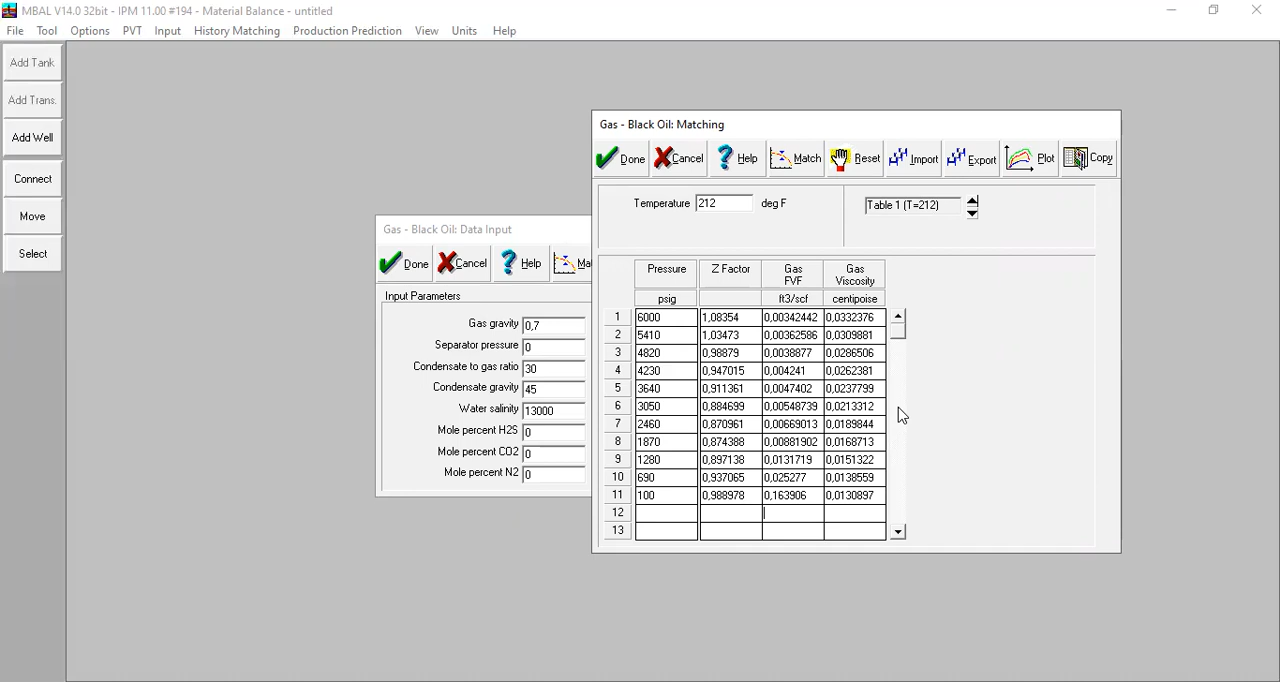 MBAL V14.0 32bit - IPM 11.00 #194 - Material Balance - untitled
File Tool Options PVT Input History Matching Production Prediction View Units Help
Add Tank
Add Trans.
Add Well
Connect
Move
Select
Gas - Black Oil: Data Input
Done Cancel Help Ma
Input Parameters
Gas gravity 0,7
Separator pressure 0
Condensate to gas ratio 30
Condensate gravity 45
Water salinity 13000
Mole percent H2S 0
Mole percent CO2 0
Mole percent N2 0
Gas - Black Oil: Matching
Done Cancel Help Match Reset Import Export Plot Copy
Temperature 212 deg F Table 1 (T=212)
Pressure Z Factor Gas FVF Gas Viscosity
psig ft3/scf centipoise
1 6000 1,08354 0,00342442 0,0332376
2 5410 1,03473 0,00362586 0,0309881
3 4820 0,98879 0,0038877 0,0286506
4 4230 0,947015 0,004241 0,0262381
5 3640 0,911361 0,0047402 0,0237799
6 3050 0,884699 0,00548739 0,0213312
7 2460 0,870961 0,00669013 0,0189844
8 1870 0,874388 0,00881902 0,0168713
9 1280 0,897138 0,0131719 0,0151322
10 690 0,937065 0,025277 0,0138559
11 100 0,988978 0,163906 0,0130897
12
13